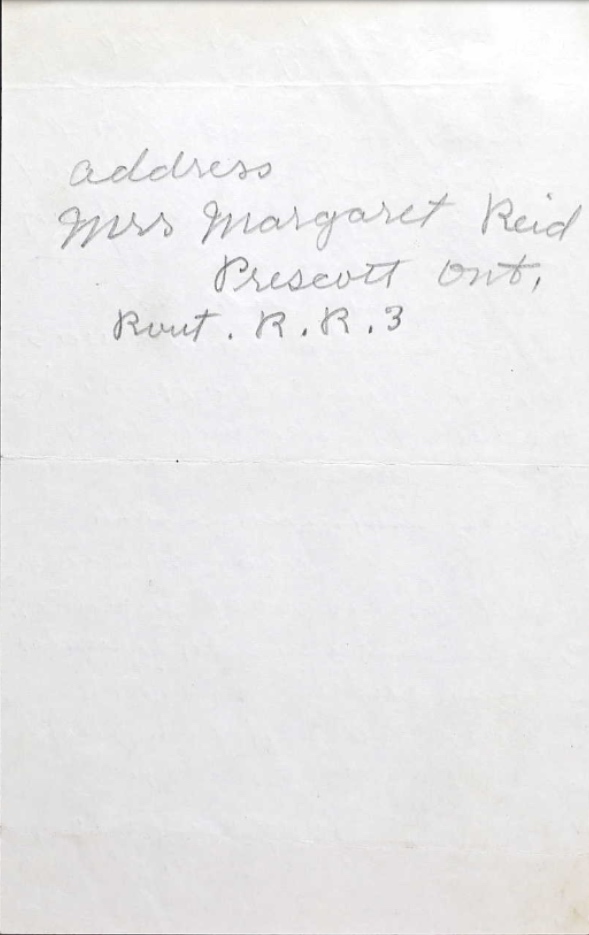 address
Mrs Margaret Reid
Prescott Ont,
Rout. R. R. 3